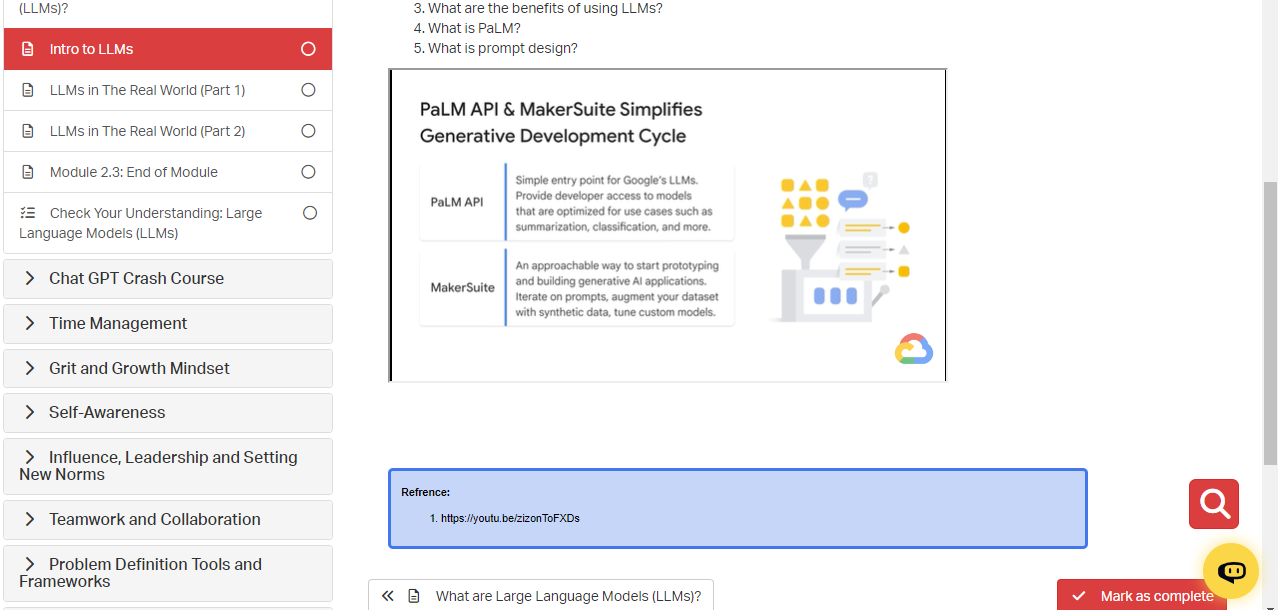 (LLMs)?
Intro to LLMs
LLMs in The Real World (Part 1)
LLMs in The Real World (Part 2)
Module 2.3: End of Module
Check Your Understanding: Large
Language Models (LLMs)
Chat GPT Crash Course
Time Management
Grit and Growth Mindset
Self-Awareness
Influence, Leadership and Setting
New Norms
Teamwork and Collaboration
Problem Definition Tools and
Frameworks
3. What are the benefits of using LLMs?
4. What is PaLM?
5. What is prompt design?
PaLM API & MakerSuite Simplifies
Generative Development Cycle
PaLM API
Simple entry point for Google's LLMs.
Provide developer access to models
that are optimized for use cases such as
summarization, classification, and more.
MakerSuite
An approachable way to start prototyping
and building generative AI applications.
Iterate on prompts, augment your dataset
with synthetic data, tune custom models.
?
Refrence:
1. https://youtu.be/zizonToFXDs
What are Large Language Models (LLMs)?
Mark as complete